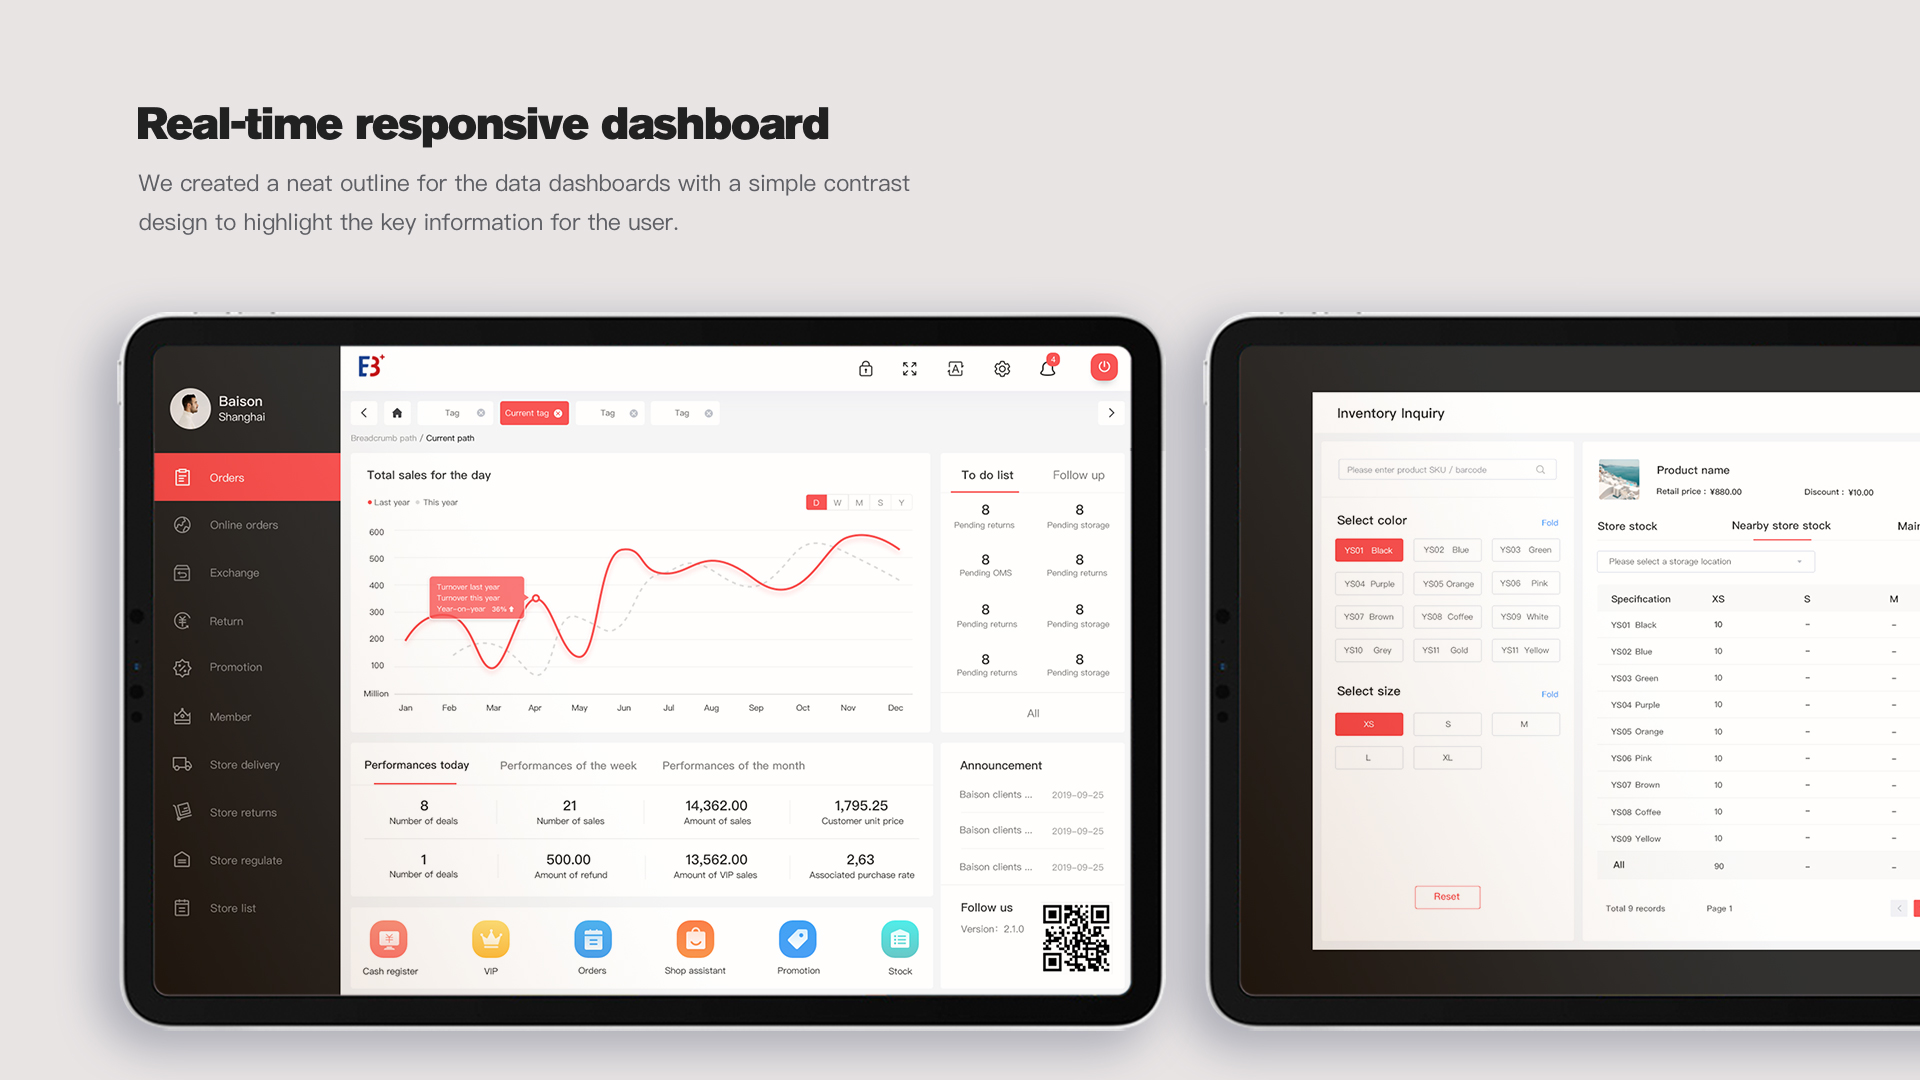 Real-time responsive dashboard
We created a neat outline for the data dashboards with a simple contrast
design to highlight the key information for the user.
Baison
Shanghai
Orders
Online orders
Exchange
Return
Promotion
Member
Store delivery
Store returns
Store regulate
Store list
4
Tag
Current tag
Tag
Tag
Breadcrumb path / Current path
Total sales for the day
Last year This year
D W M S Y
600
500
400
300
200
100
Million
Turnover last year
Turnover this year
Year-on-year 36%
Jan Feb Mar Apr May Jun Jul Aug Sep Oct Nov Dec
To do list Follow up
8 8
Pending returns Pending storage
8 8
Pending OMS Pending returns
8 8
Pending returns Pending storage
8 8
Pending returns Pending storage
All
Performances today Performances of the week Performances of the month
8 21 14,362.00 1,795.25
Number of deals Number of sales Amount of sales Customer unit price
1 500.00 13,562.00 2,63
Number of deals Amount of refund Amount of VIP sales Associated purchase rate
Cash register VIP Orders Shop assistant Promotion Stock
Announcement
Baison clients ... 2019-09-25
Baison clients ... 2019-09-25
Baison clients ... 2019-09-25
Follow us
Version: 2.1.0
Inventory Inquiry
Please enter product SKU / barcode
Select color Fold
YS01 Black YS02 Blue YS03 Green
YS04 Purple YS05 Orange YS06 Pink
YS07 Brown YS08 Coffee YS09 White
YS10 Grey YS11 Gold YS11 Yellow
Select size Fold
XS S M
L XL
Reset
Product name
Retail price : ¥880.00 Discount : ¥10.00
Store stock Nearby store stock
Please select a storage location
Specification XS S M
YS01 Black 10 - -
YS02 Blue 10 - -
YS03 Green 10 - -
YS04 Purple 10 - -
YS05 Orange 10 - -
YS06 Pink 10 - -
YS07 Brown 10 - -
YS08 Coffee 10 - -
YS09 Yellow 10 - -
All 90 - -
Total 9 records Page 1